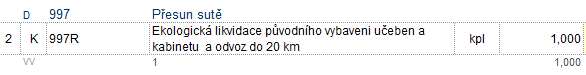 D 997 Přesun sutě
2 K 997R Ekologická likvidace původního vybavení učeben a kabinetu a odvoz do 20 km kpl 1,000
VV 1 1,000